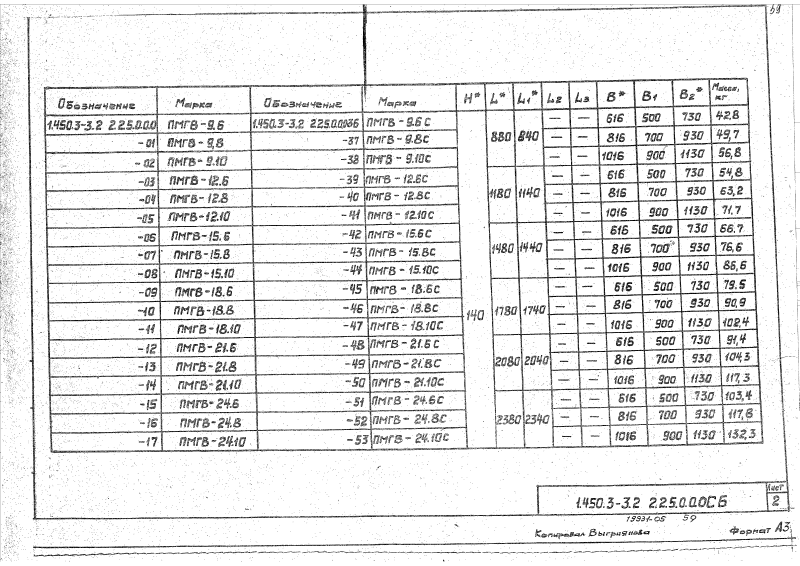 59
Обозначение Марка Обозначение Марка H* L* L1* L2 L3 B* B1 B2* Масса, кг
1.450.3-3.2 2.2.5.0.0.0 ПМГВ-9.6 1.450.3-3.2 2.2.5.0.0.0-36 ПМГВ-9.6С 140 880 840 — — 616 500 730 42,8
-01 ПМГВ-9.8 -37 ПМГВ-9.8С — — 816 700 930 49,7
-02 ПМГВ-9.10 -38 ПМГВ-9.10С — — 1016 900 1130 56,8
-03 ПМГВ-12.6 -39 ПМГВ-12.6С 1180 1140 — — 616 500 730 54,8
-04 ПМГВ-12.8 -40 ПМГВ-12.8С — — 816 700 930 63,2
-05 ПМГВ-12.10 -41 ПМГВ-12.10С — — 1016 900 1130 71,7
-06 ПМГВ-15.6 -42 ПМГВ-15.6С 1480 1440 — — 616 500 730 66,7
-07 ПМГВ-15.8 -43 ПМГВ-15.8С — — 816 700 930 76,6
-08 ПМГВ-15.10 -44 ПМГВ-15.10С — — 1016 900 1130 86,6
-09 ПМГВ-18.6 -45 ПМГВ-18.6С 1780 1740 — — 616 500 730 79.5
-10 ПМГВ-18.8 -46 ПМГВ-18.8С — — 816 700 930 90,9
-11 ПМГВ-18.10 -47 ПМГВ-18.10С — — 1016 900 1130 102,4
-12 ПМГВ-21.6 -48 ПМГВ-21.6С 2080 2040 — — 616 500 730 91,4
-13 ПМГВ-21.8 -49 ПМГВ-21.8С — — 816 700 930 104,3
-14 ПМГВ-21.10 -50 ПМГВ-21.10С — — 1016 900 1130 117,3
-15 ПМГВ-24.6 -51 ПМГВ-24.6С 2380 2340 — — 616 500 730 103,4
-16 ПМГВ-24.8 -52 ПМГВ-24.8С — — 816 700 930 117,8
-17 ПМГВ-24.10 -53 ПМГВ-24.10С — — 1016 900 1130 132,3
1.450.3-3.2 2.2.5.0.0.0СБ
Лист
2
19931-05 59
Копировал Выгриянова Формат А3